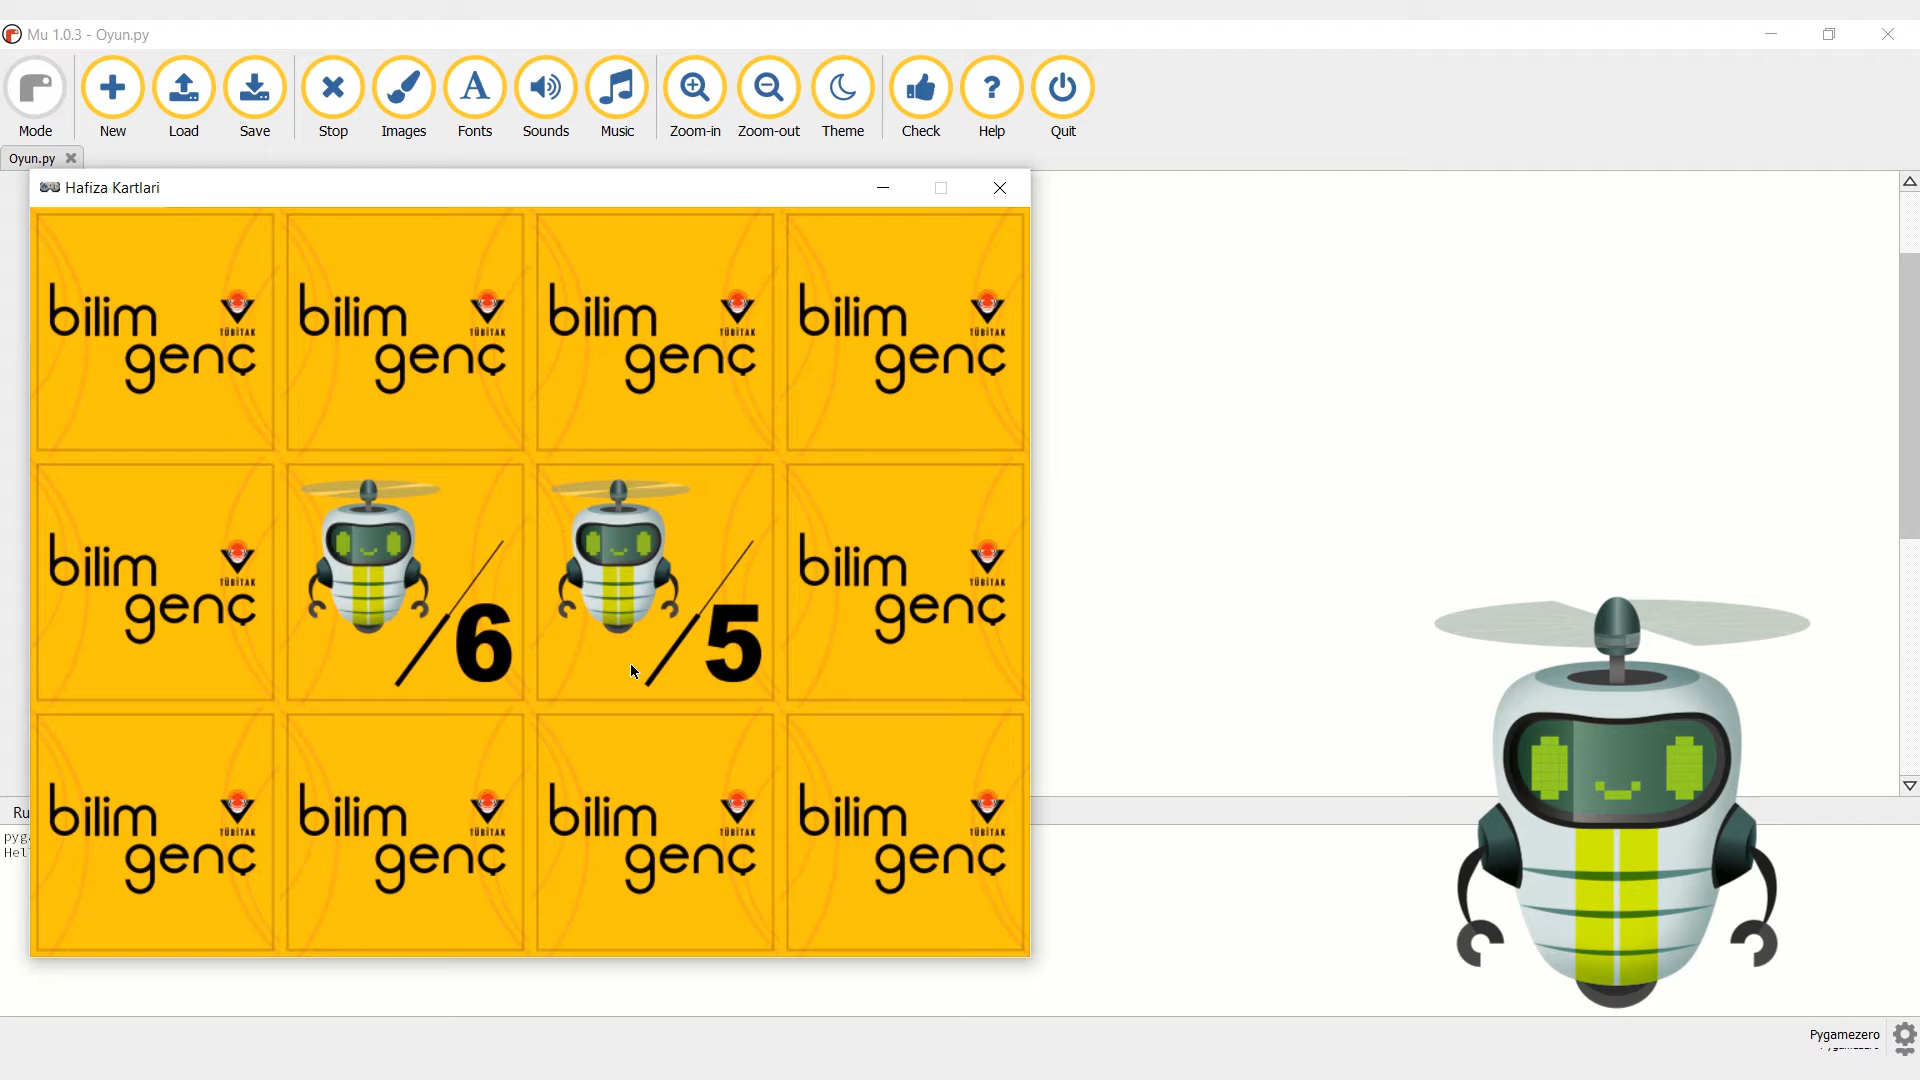 Mu 1.0.3 - Oyun.py
Mode New Load Save Stop Images Fonts Sounds Music Zoom-in Zoom-out Theme Check Help Quit
Oyun.py
Hafiza Kartlari
bilim genç TÜBİTAK
bilim genç TÜBİTAK
bilim genç TÜBİTAK
bilim genç TÜBİTAK
bilim genç TÜBİTAK
6
5
bilim genç TÜBİTAK
bilim genç TÜBİTAK
bilim genç TÜBİTAK
bilim genç TÜBİTAK
bilim genç TÜBİTAK
Pygamezero